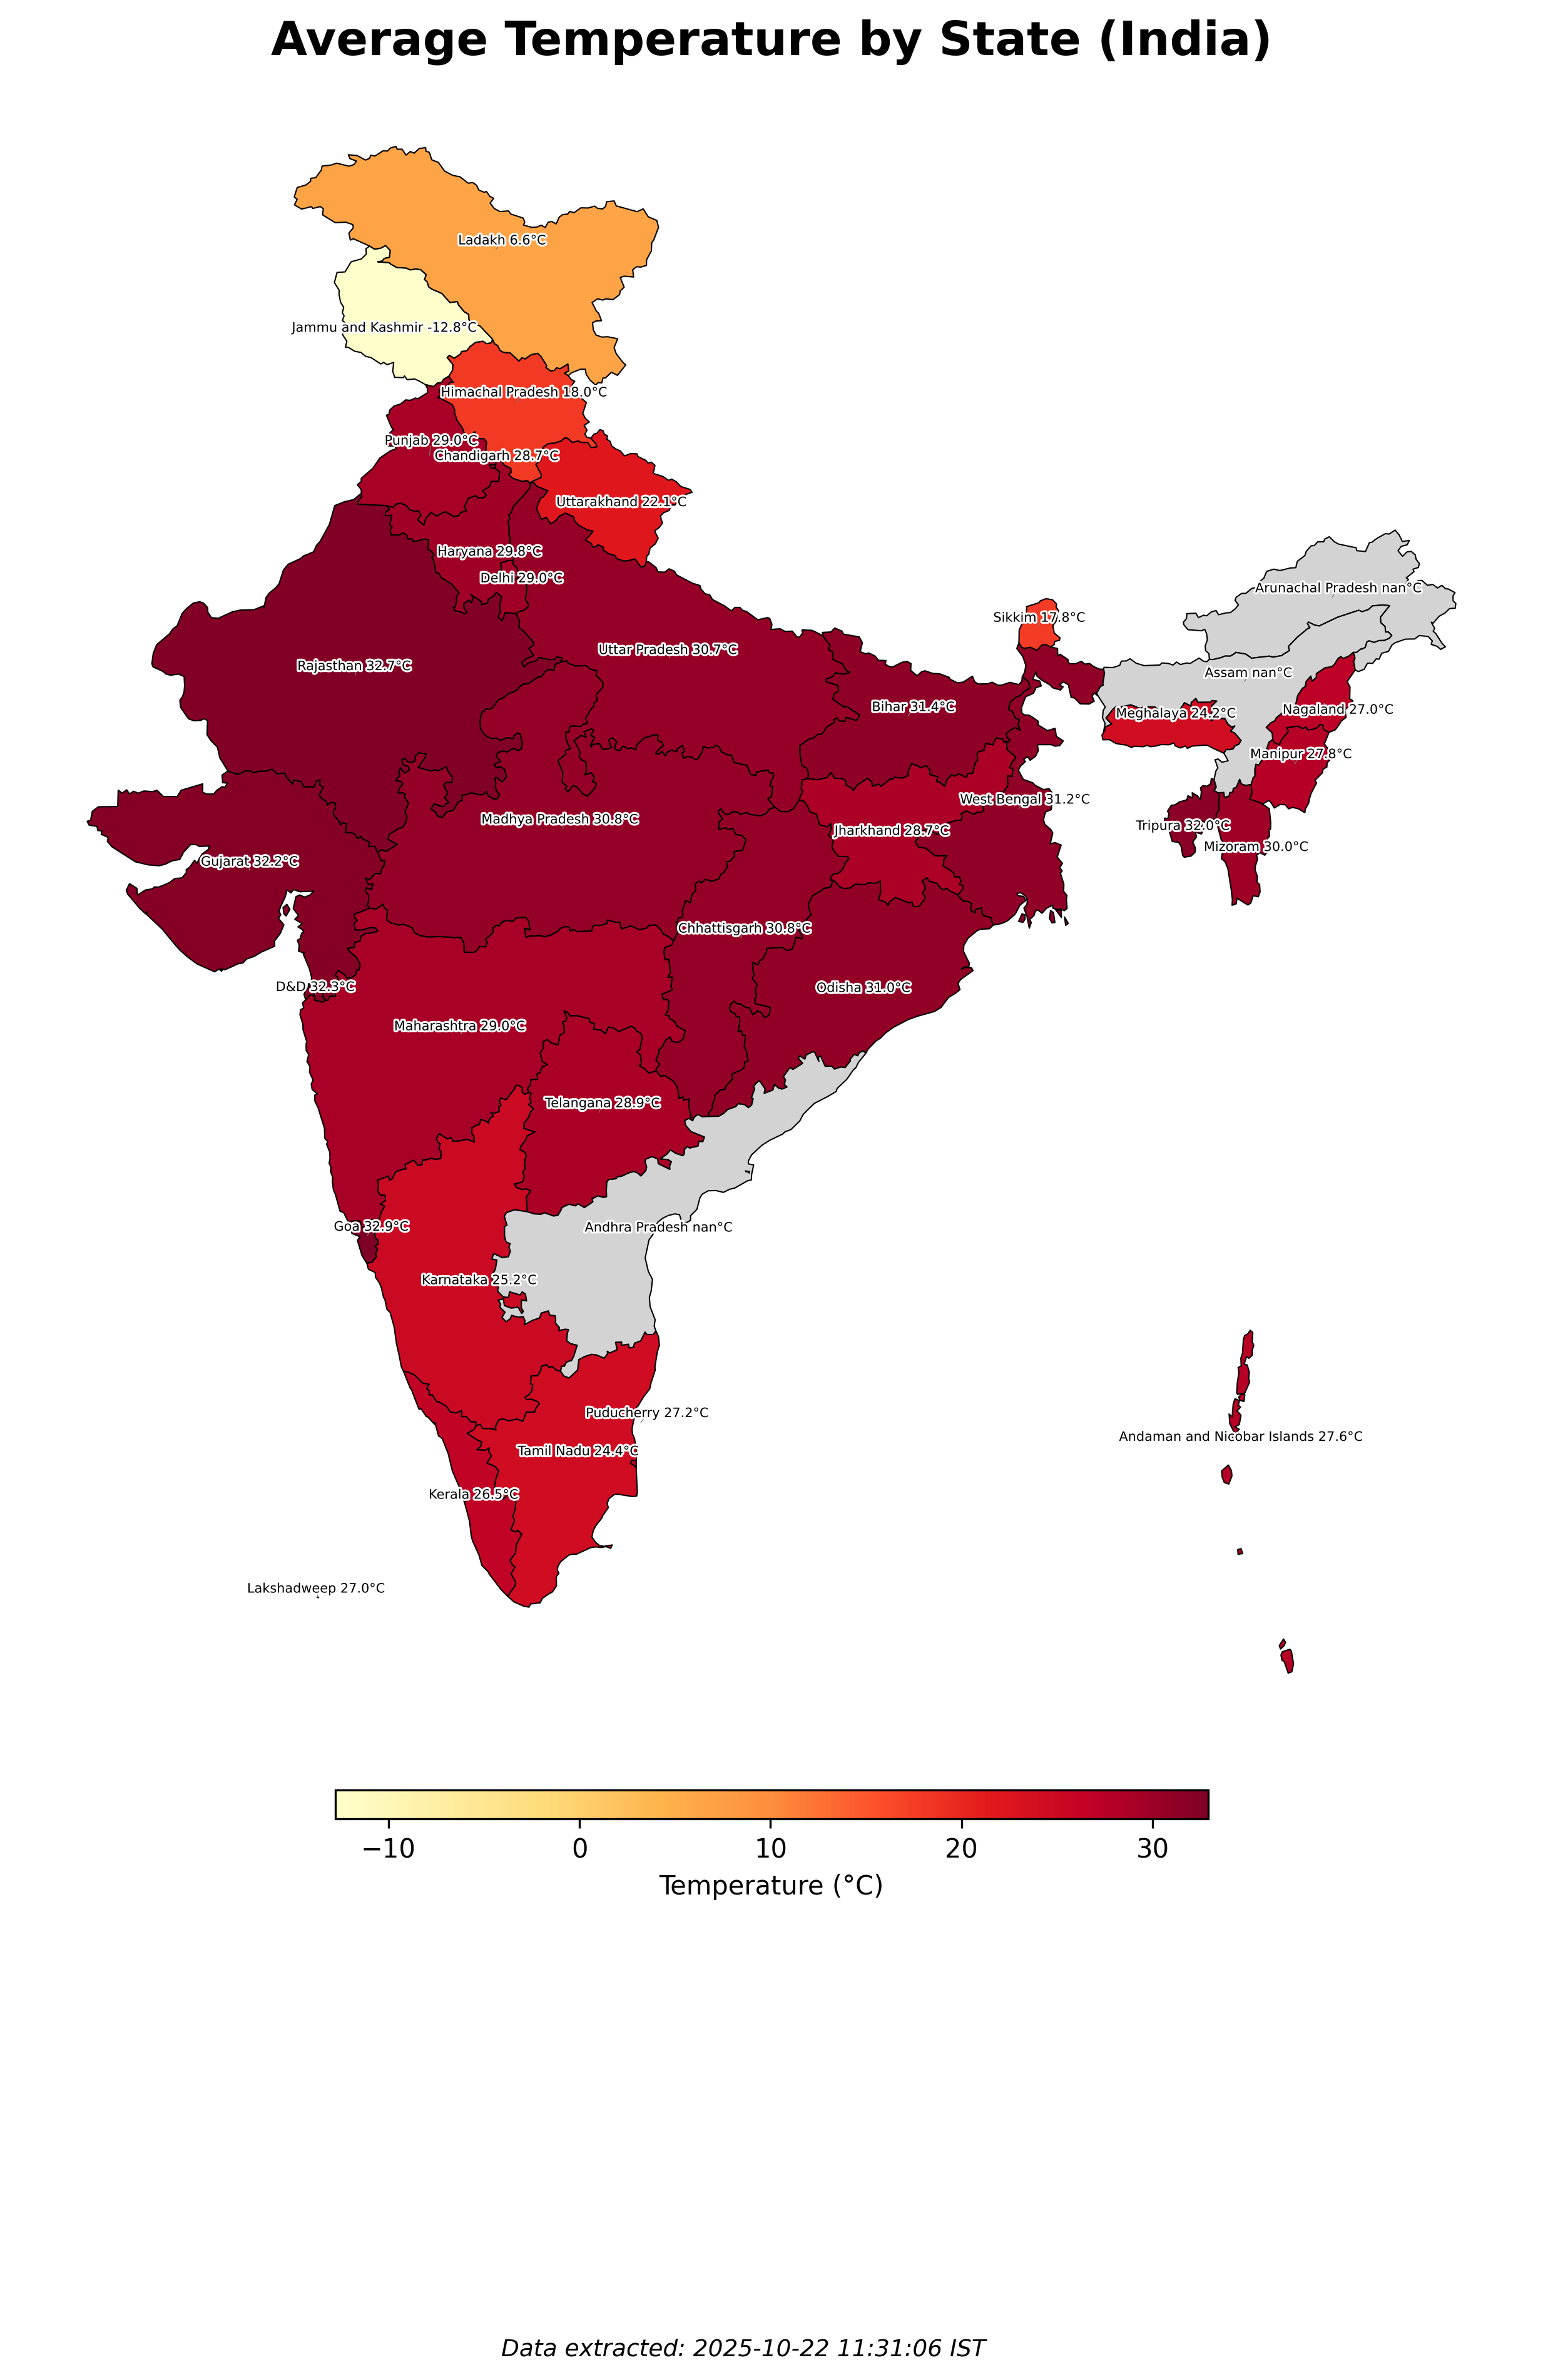 Average Temperature by State (India)
Ladakh 6.6°C
Jammu and Kashmir -12.8°C
Himachal Pradesh 18.0°C
Punjab 29.0°C
Chandigarh 28.7°C
Uttarakhand 22.1°C
Haryana 29.8°C
Delhi 29.0°C
Arunachal Pradesh nan°C
Sikkim 17.8°C
Uttar Pradesh 30.7°C
Rajasthan 32.7°C
Assam nan°C
Bihar 31.4°C
Meghalaya 24.2°C
Nagaland 27.0°C
Manipur 27.8°C
West Bengal 31.2°C
Madhya Pradesh 30.8°C
Jharkhand 28.7°C
Tripura 32.0°C
Mizoram 30.0°C
Gujarat 32.2°C
Chhattisgarh 30.8°C
D&D 32.3°C
Odisha 31.0°C
Maharashtra 29.0°C
Telangana 28.9°C
Goa 32.9°C
Andhra Pradesh nan°C
Karnataka 25.2°C
Puducherry 27.2°C
Andaman and Nicobar Islands 27.6°C
Tamil Nadu 24.4°C
Kerala 26.5°C
Lakshadweep 27.0°C
−10 0 10 20 30
Temperature (°C)
Data extracted: 2025-10-22 11:31:06 IST